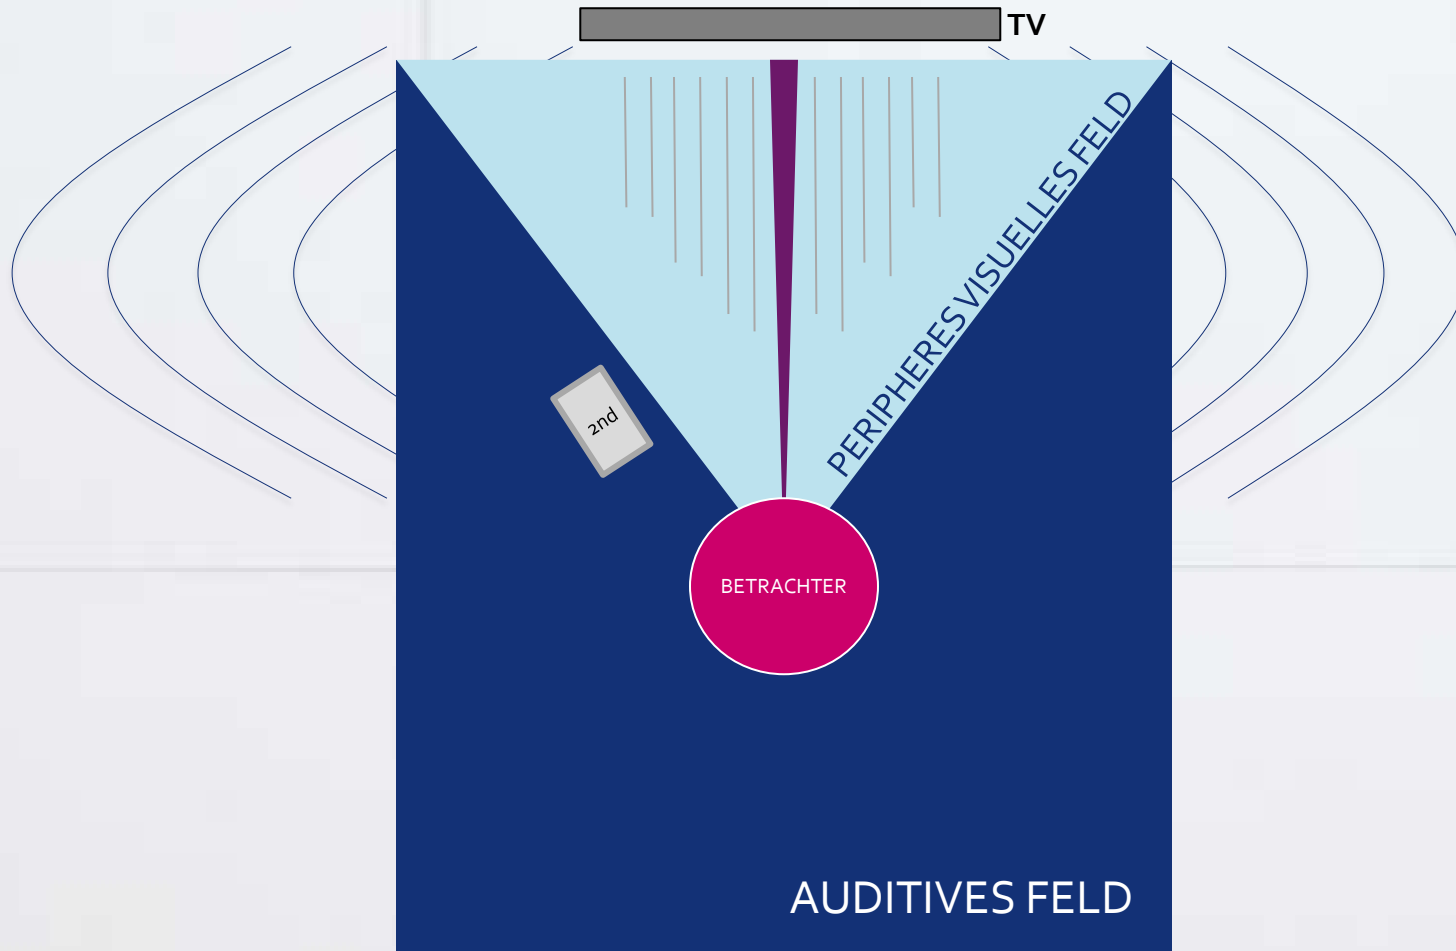 TV
PERIPHERES VISUELLES FELD
2nd
BETRACHTER
AUDITIVES FELD